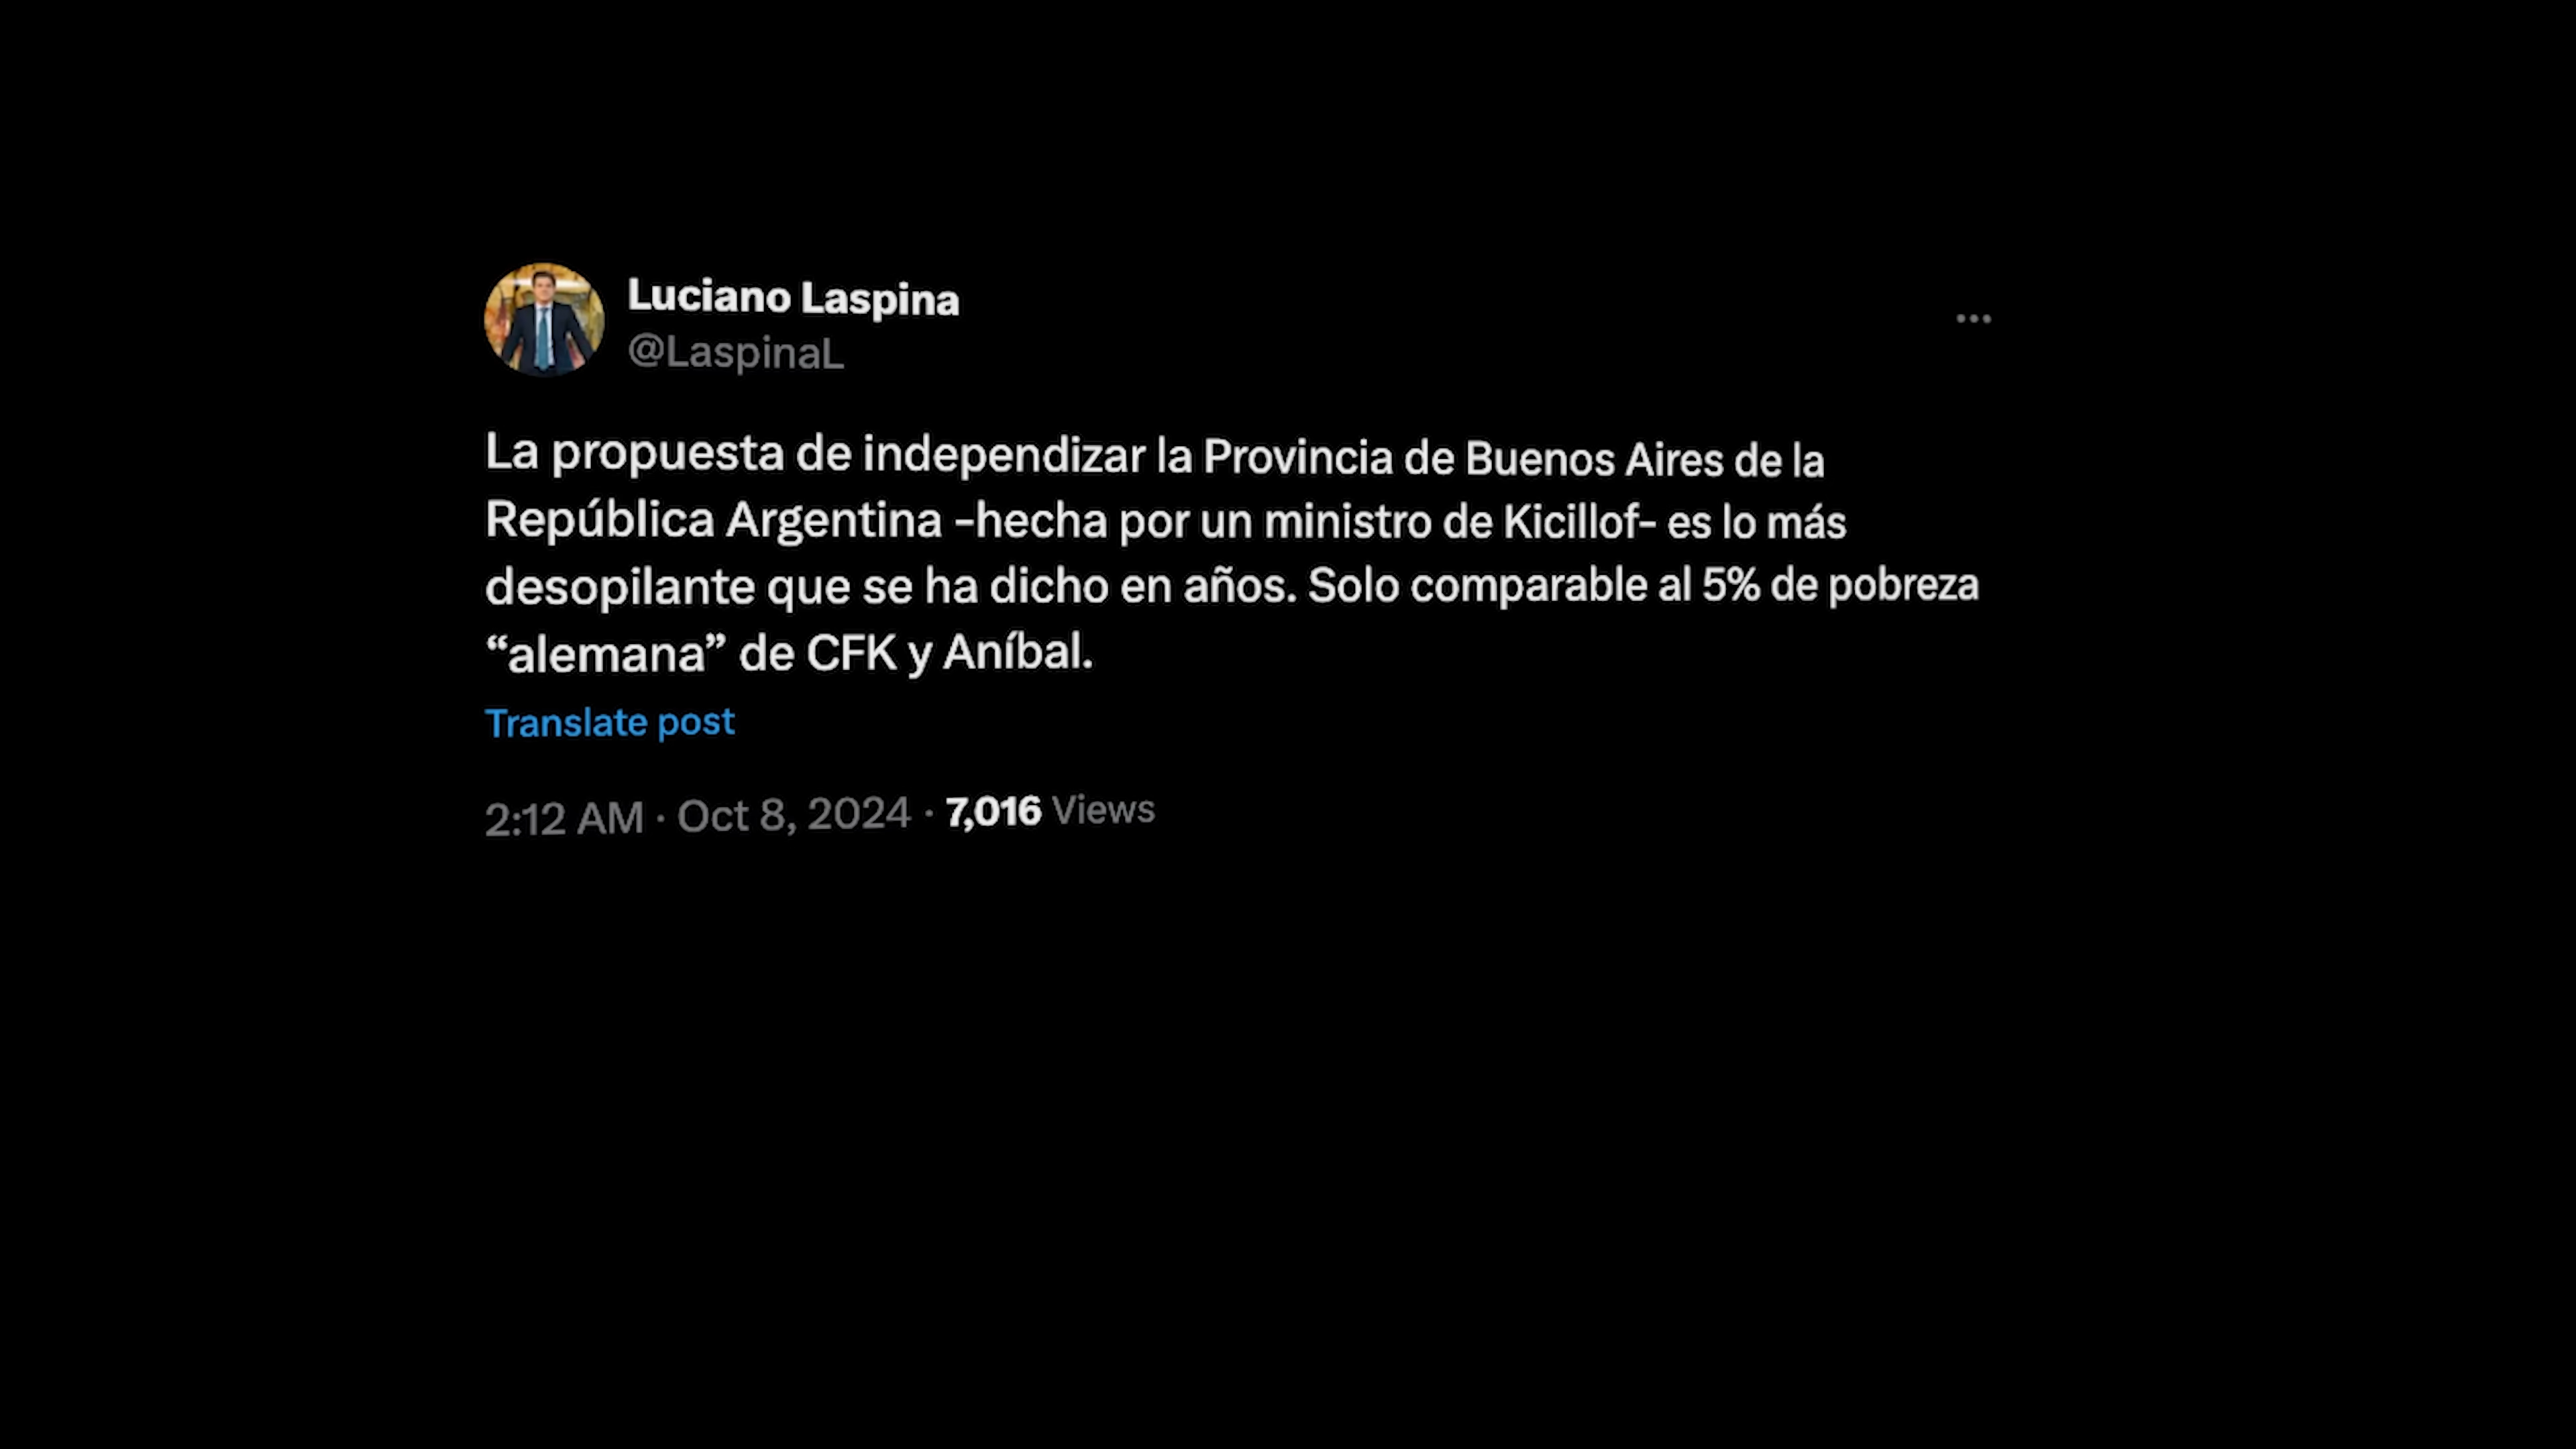 Luciano Laspina
@LaspinaL
La propuesta de independizar la Provincia de Buenos Aires de la
República Argentina -hecha por un ministro de Kicillof- es lo más
desopilante que se ha dicho en años. Solo comparable al 5% de pobreza
“alemana” de CFK y Aníbal.
Translate post
2:12 AM · Oct 8, 2024 · 7,016 Views